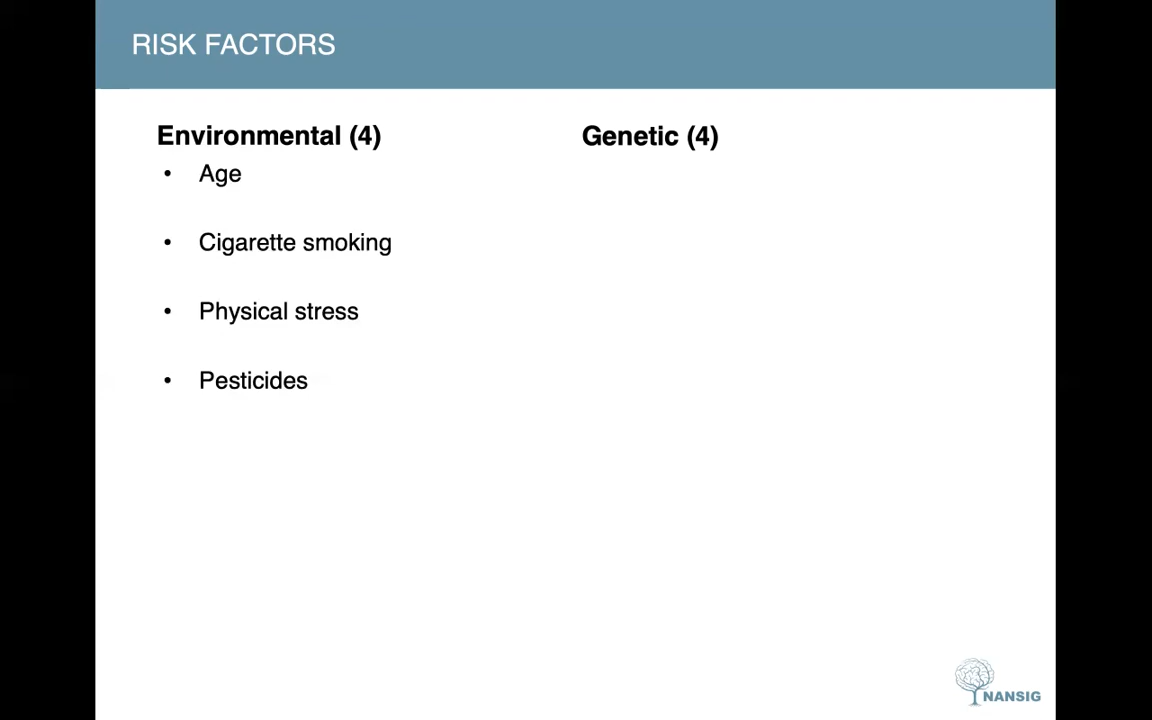 RISK FACTORS
Environmental (4)
• Age
• Cigarette smoking
• Physical stress
• Pesticides
Genetic (4)
NANSIG